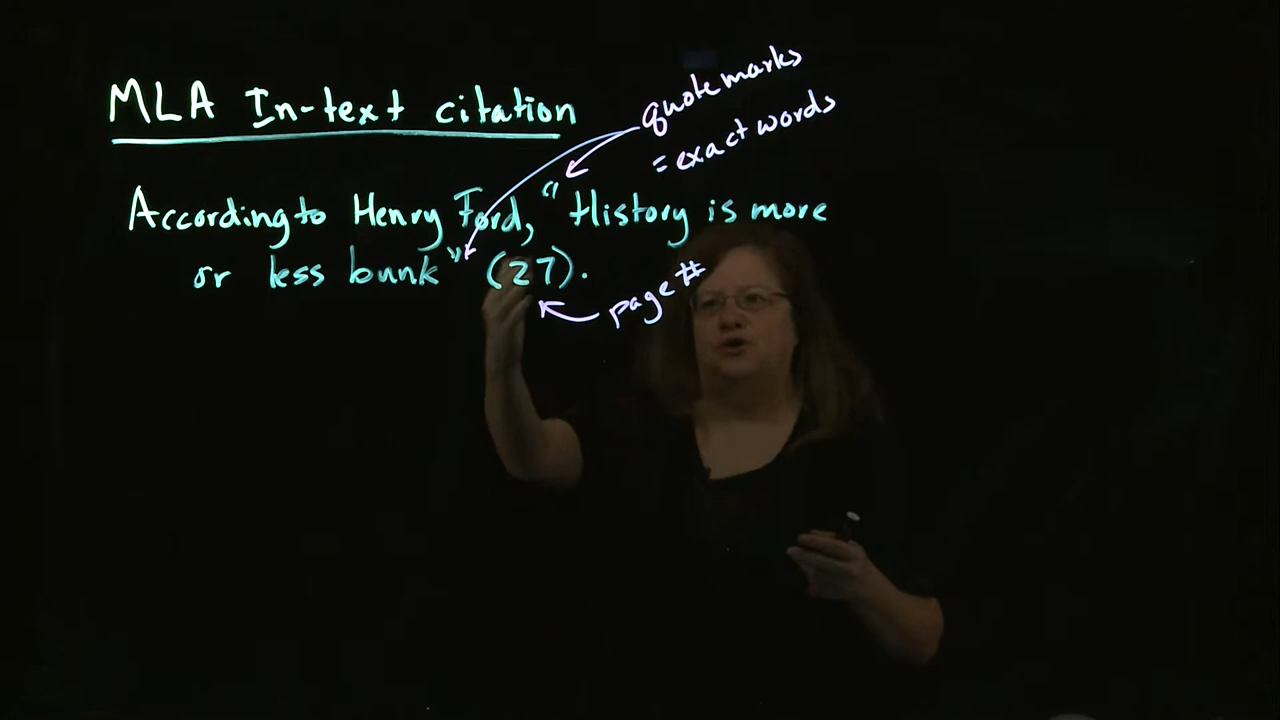 MLA In-text citation
quote marks
= exact words
According to Henry Ford, "History is more
or less bunk" (27).
page #